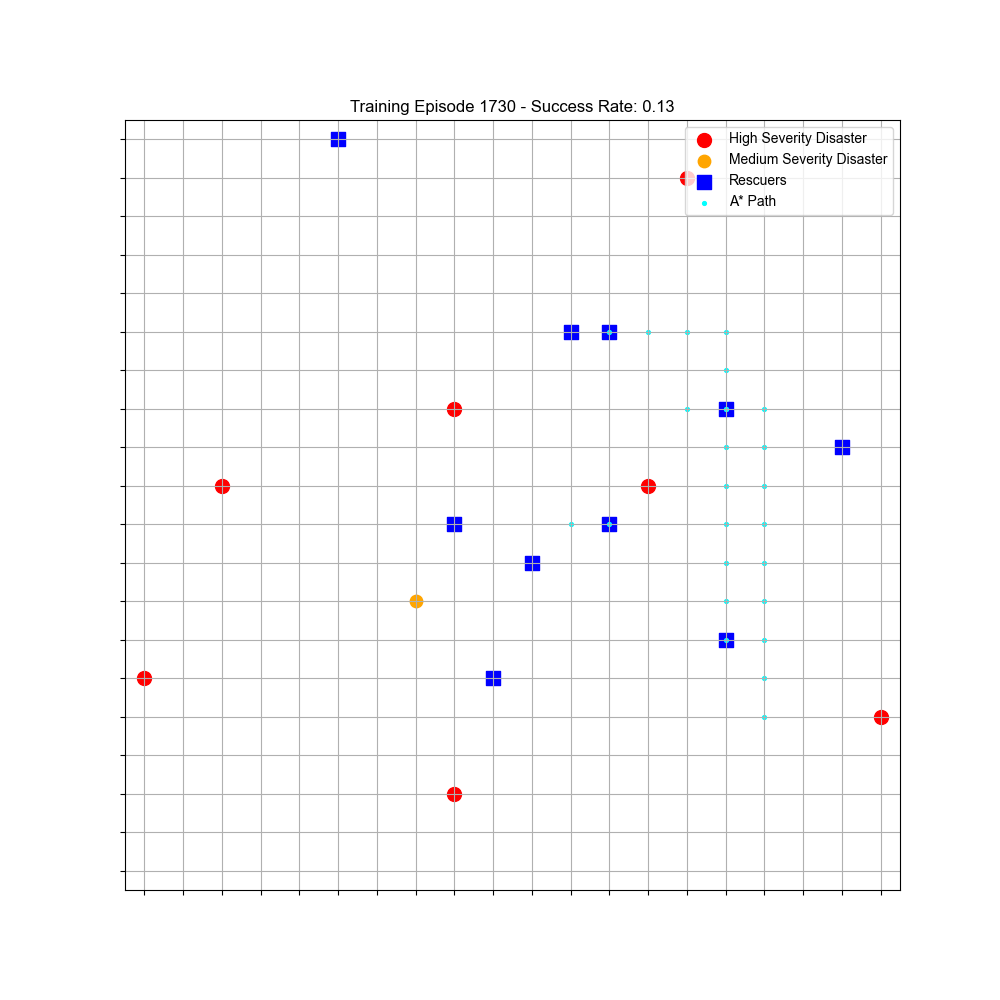 Training Episode 1730 - Success Rate: 0.13
High Severity Disaster
Medium Severity Disaster
Rescuers
A* Path